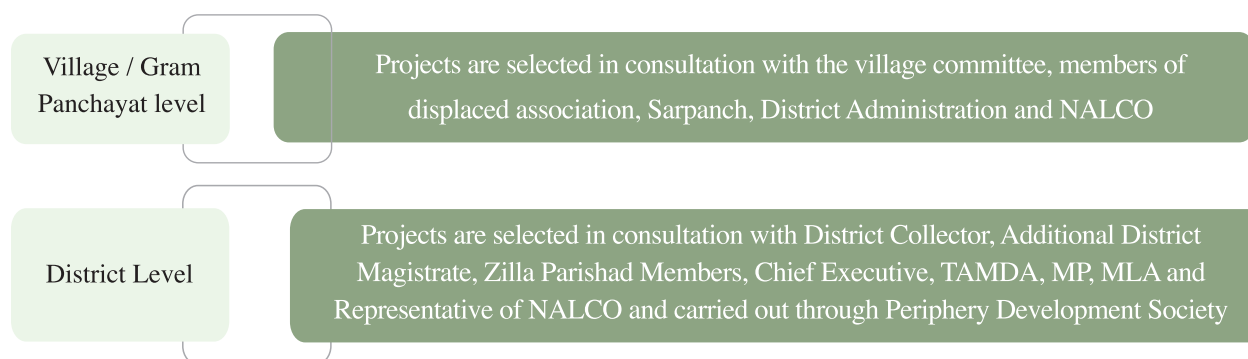 Village / Gram
Panchayat level
Projects are selected in consultation with the village committee, members of
displaced association, Sarpanch, District Administration and NALCO
District Level
Projects are selected in consultation with District Collector, Additional District
Magistrate, Zilla Parishad Members, Chief Executive, TAMDA, MP, MLA and
Representative of NALCO and carried out through Periphery Development Society